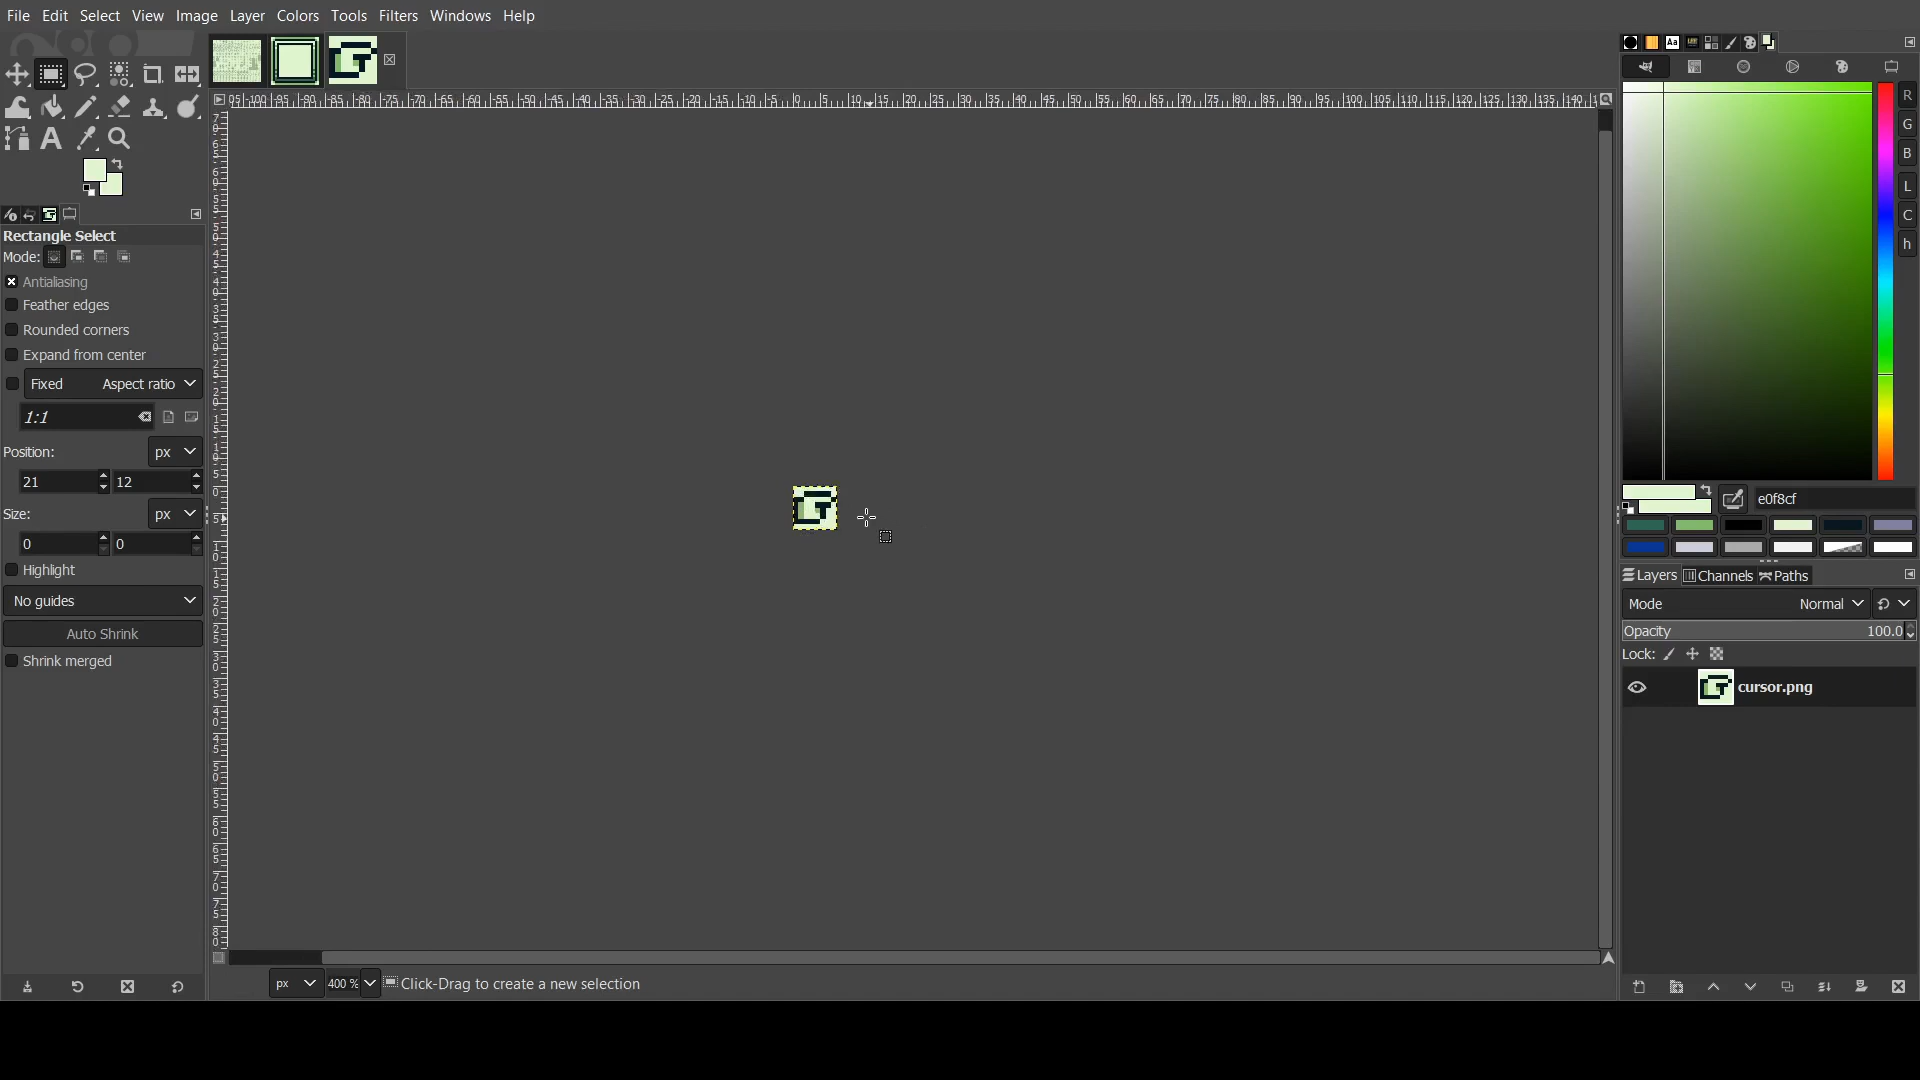 File Edit Select View Image Layer Colors Tools Filters Windows Help
Rectangle Select
Mode:
Antialiasing
Feather edges
Rounded corners
Expand from center
Fixed Aspect ratio
1:1
Position: px
21 12
Size: px
0 0
Highlight
No guides
Auto Shrink
Shrink merged
px 400 % Click-Drag to create a new selection
Aa
R
G
B
L
C
h
e0f8cf
Layers Channels Paths
Mode Normal
Opacity 100.0
Lock:
cursor.png